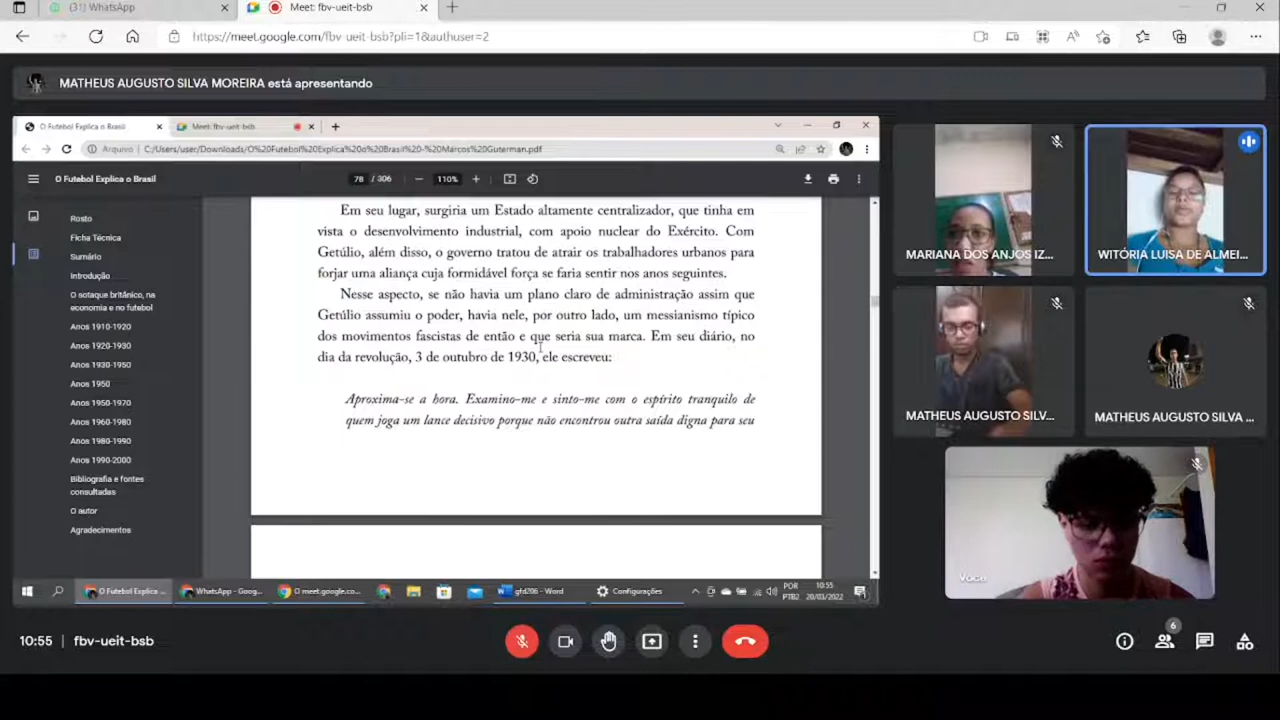 (31) WhatsApp
Meet: fbv-ueit-bsb
https://meet.google.com/fbv-ueit-bsb?pli=1&authuser=2
MATHEUS AUGUSTO SILVA MOREIRA está apresentando
O Futebol Explica o Brasil
Meet: fbv-ueit-bsb
Arquivo | C:/Users/user/Downloads/O%20Futebol%20Explica%20o%20Brasil%20-%20Marcos%20Guterman.pdf
O Futebol Explica o Brasil
78 / 306
110%
Rosto
Ficha Técnica
Sumário
Introdução
O sotaque britânico, na
economia e no futebol
Anos 1910-1920
Anos 1920-1930
Anos 1930-1950
Anos 1950
Anos 1950-1970
Anos 1960-1980
Anos 1980-1990
Anos 1990-2000
Bibliografia e fontes
consultadas
O autor
Agradecimentos
Em seu lugar, surgiria um Estado altamente centralizador, que tinha em
vista o desenvolvimento industrial, com apoio nuclear do Exército. Com
Getúlio, além disso, o governo tratou de atrair os trabalhadores urbanos para
forjar uma aliança cuja formidável força se faria sentir nos anos seguintes.
Nesse aspecto, se não havia um plano claro de administração assim que
Getúlio assumiu o poder, havia nele, por outro lado, um messianismo típico
dos movimentos fascistas de então e que seria sua marca. Em seu diário, no
dia da revolução, 3 de outubro de 1930, ele escreveu:
Aproxima-se a hora. Examino-me e sinto-me com o espírito tranquilo de
quem joga um lance decisivo porque não encontrou outra saída digna para seu
MARIANA DOS ANJOS IZ...
WITÓRIA LUISA DE ALMEI...
MATHEUS AUGUSTO SILV...
MATHEUS AUGUSTO SILVA ...
Você
O Futebol Explica ...
WhatsApp - Goog...
O meet.google.co...
gfd206 - Word
Configurações
POR
PTB2
10:55
20/03/2022
10:55 | fbv-ueit-bsb
6